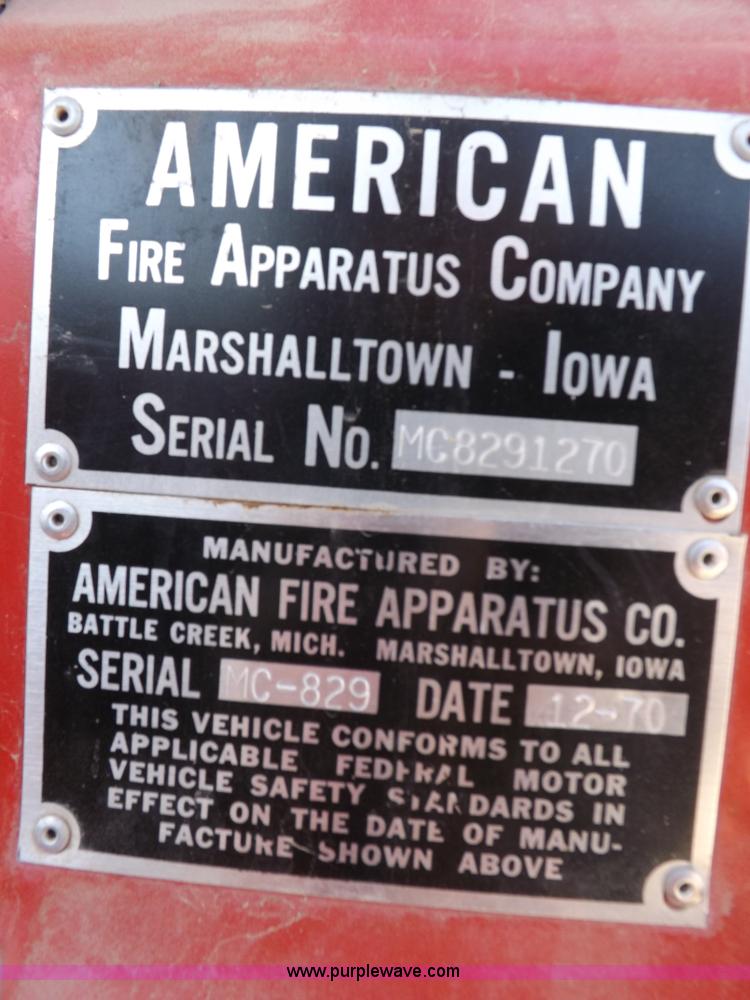 AMERICAN
FIRE APPARATUS COMPANY
MARSHALLTOWN - IOWA
SERIAL NO. MC8291270
MANUFACTURED BY:
AMERICAN FIRE APPARATUS CO.
BATTLE CREEK, MICH. MARSHALLTOWN, IOWA
SERIAL MC-829 DATE 12-70
THIS VEHICLE CONFORMS TO ALL
APPLICABLE FEDERAL MOTOR
VEHICLE SAFETY STANDARDS IN
EFFECT ON THE DATE OF MANU-
FACTURE SHOWN ABOVE
www.purplewave.com